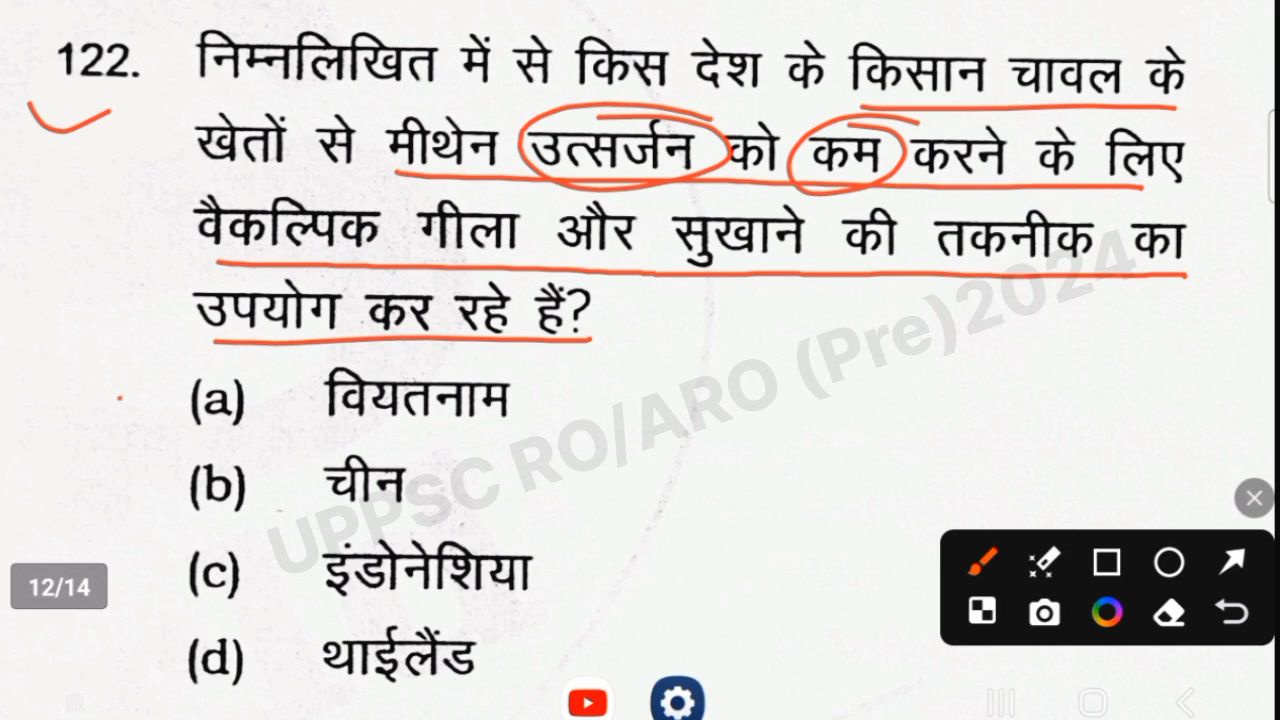 122. निम्नलिखित में से किस देश के किसान चावल के
खेतों से मीथेन उत्सर्जन को कम करने के लिए
वैकल्पिक गीला और सुखाने की तकनीक का
उपयोग कर रहे हैं?
(a) वियतनाम
(b) चीन
(c) इंडोनेशिया
(d) थाईलैंड
UPPSC RO/ARO (Pre)2024
12/14